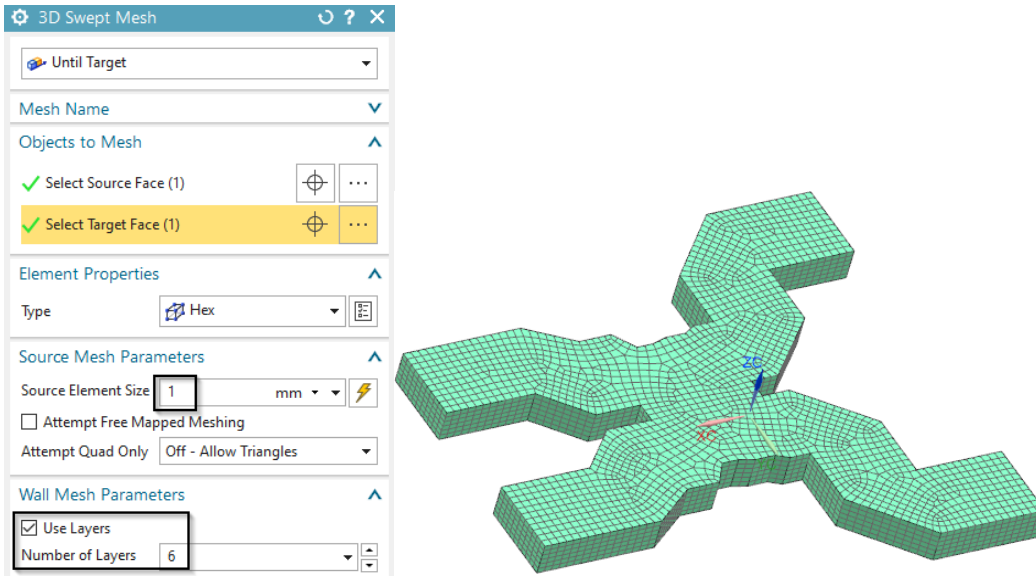 3D Swept Mesh
Until Target
Mesh Name
Objects to Mesh
Select Source Face (1)
Select Target Face (1)
Element Properties
Type Hex
Source Mesh Parameters
Source Element Size 1 mm
Attempt Free Mapped Meshing
Attempt Quad Only Off - Allow Triangles
Wall Mesh Parameters
Use Layers
Number of Layers 6
ZC
XC